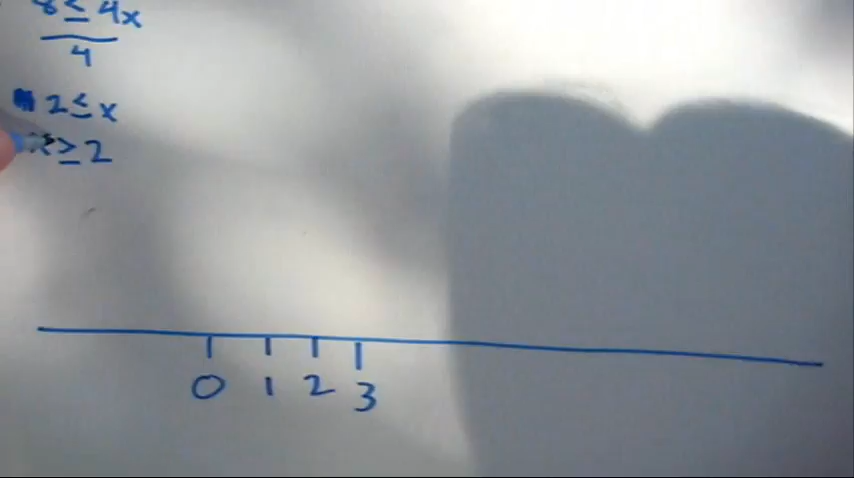 8 ≤ 4x
4
2 ≤ x
x ≥ 2
0 1 2 3